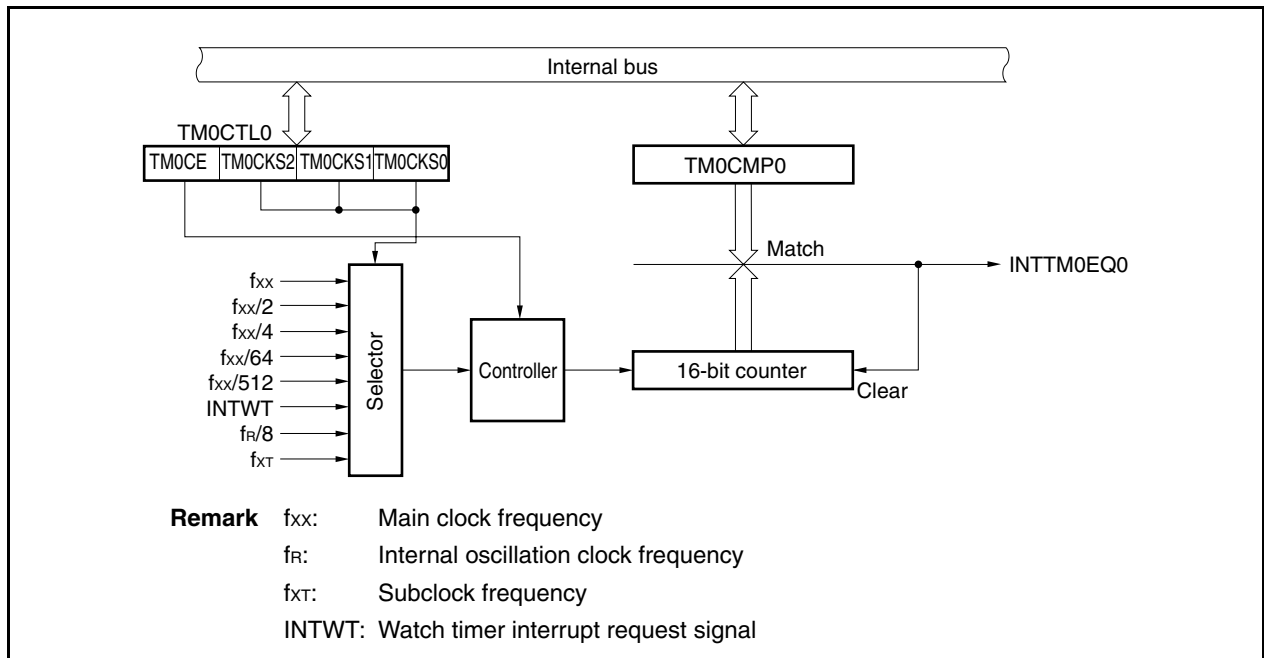 Internal bus
TM0CTL0
TM0CE TM0CKS2 TM0CKS1 TM0CKS0
TM0CMP0
Match
INTTM0EQ0
fXX
fXX/2
fXX/4
fXX/64
fXX/512
INTWT
fR/8
fXT
Selector
Controller
16-bit counter
Clear
Remark fXX: Main clock frequency
fR: Internal oscillation clock frequency
fXT: Subclock frequency
INTWT: Watch timer interrupt request signal